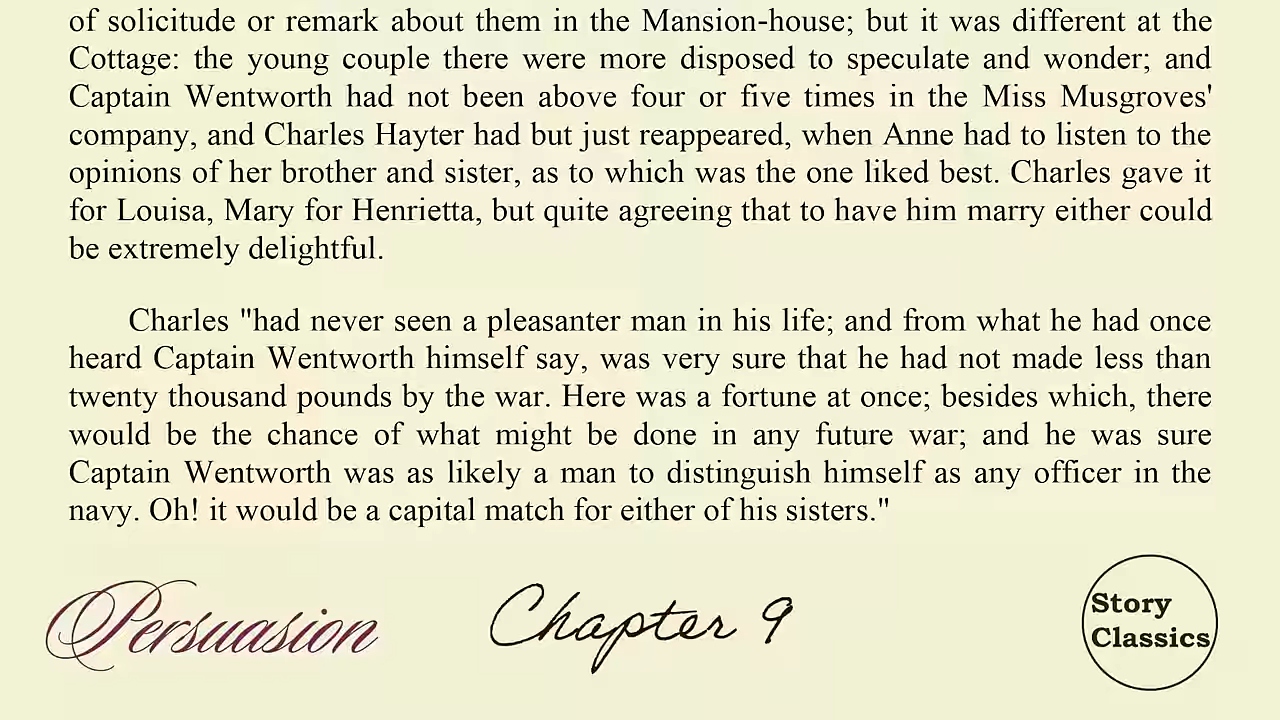 of solicitude or remark about them in the Mansion-house; but it was different at the
Cottage: the young couple there were more disposed to speculate and wonder; and
Captain Wentworth had not been above four or five times in the Miss Musgroves'
company, and Charles Hayter had but just reappeared, when Anne had to listen to the
opinions of her brother and sister, as to which was the one liked best. Charles gave it
for Louisa, Mary for Henrietta, but quite agreeing that to have him marry either could
be extremely delightful.
Charles "had never seen a pleasanter man in his life; and from what he had once
heard Captain Wentworth himself say, was very sure that he had not made less than
twenty thousand pounds by the war. Here was a fortune at once; besides which, there
would be the chance of what might be done in any future war; and he was sure
Captain Wentworth was as likely a man to distinguish himself as any officer in the
navy. Oh! it would be a capital match for either of his sisters."
Persuasion
Chapter 9
Story
Classics